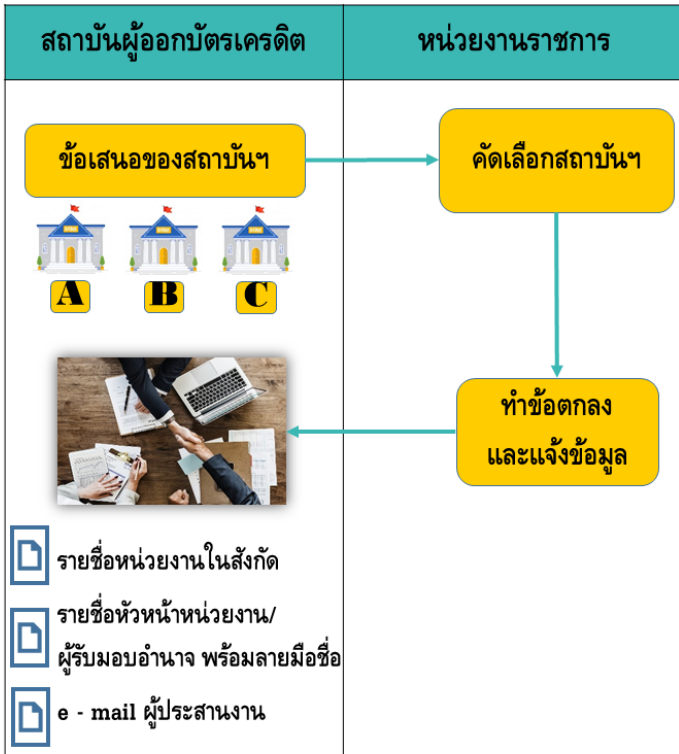 สถาบันผู้ออกบัตรเครดิต
หน่วยงานราชการ
ข้อเสนอของสถาบันฯ
คัดเลือกสถาบันฯ
A
B
C
ทำข้อตกลง
และแจ้งข้อมูล
รายชื่อหน่วยงานในสังกัด
รายชื่อหัวหน้าหน่วยงาน/
ผู้รับมอบอำนาจ พร้อมลายมือชื่อ
e - mail ผู้ประสานงาน